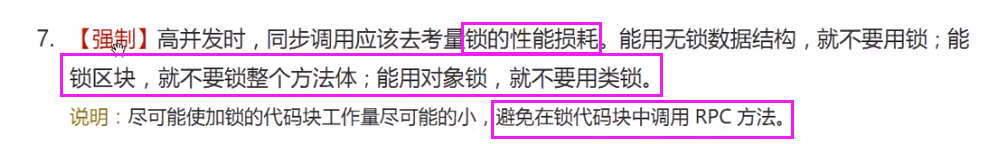 7. 【强制】高并发时，同步调用应该去考量锁的性能损耗。能用无锁数据结构，就不要用锁；能
锁区块，就不要锁整个方法体；能用对象锁，就不要用类锁。
说明：尽可能使加锁的代码块工作量尽可能的小，避免在锁代码块中调用 RPC 方法。